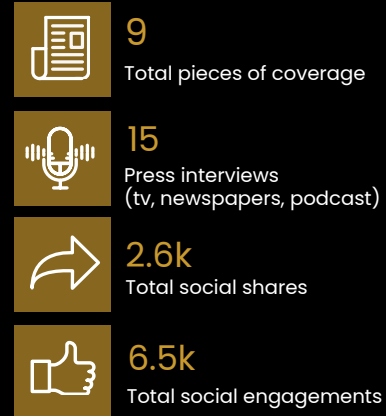 9
Total pieces of coverage
15
Press interviews
(tv, newspapers, podcast)
2.6k
Total social shares
6.5k
Total social engagements